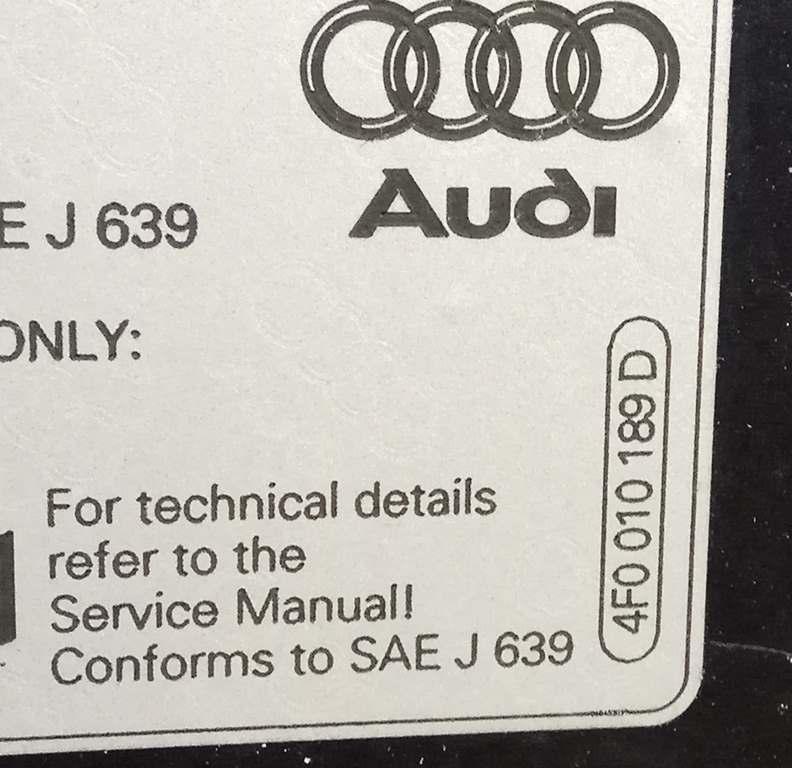 Audi
E J 639
ONLY:
4F0 010 189 D
For technical details
refer to the
Service Manual!
Conforms to SAE J 639